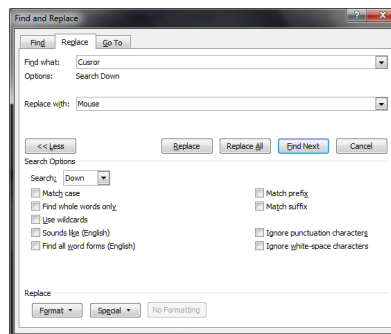 Find and Replace
Find Replace Go To
Find what: Cusror
Options: Search Down
Replace with: Mouse
<< Less Replace Replace All Find Next Cancel
Search Options
Search: Down
Match case Match prefix
Find whole words only Match suffix
Use wildcards
Sounds like (English) Ignore punctuation characters
Find all word forms (English) Ignore white-space characters
Replace
Format Special No Formatting